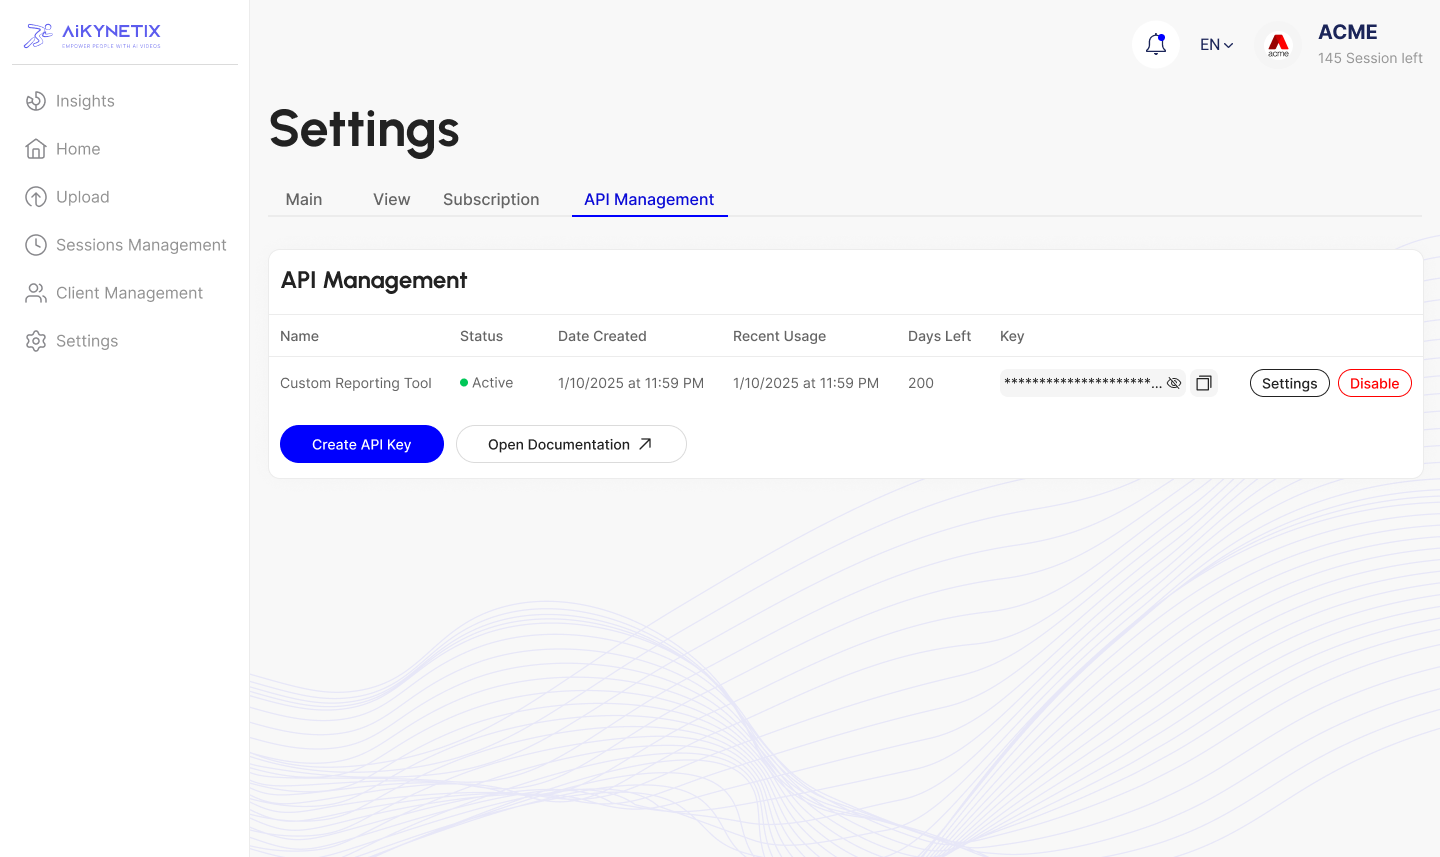 AiKYNETIX
EMPOWER PEOPLE WITH AI VIDEOS
Insights
Home
Upload
Sessions Management
Client Management
Settings
EN
acme
ACME
145 Session left
Settings
Main View Subscription API Management
API Management
Name Status Date Created Recent Usage Days Left Key
Custom Reporting Tool Active 1/10/2025 at 11:59 PM 1/10/2025 at 11:59 PM 200 *********************... Settings Disable
Create API Key Open Documentation